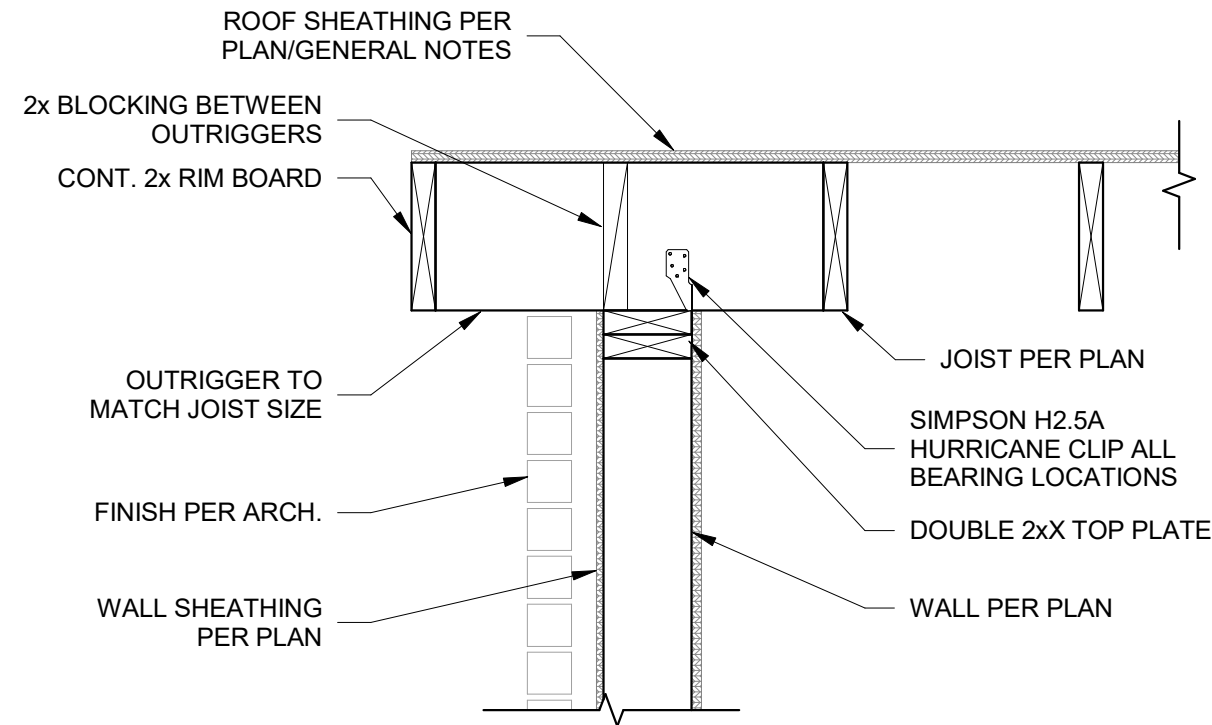 ROOF SHEATHING PER
PLAN/GENERAL NOTES
2x BLOCKING BETWEEN
OUTRIGGERS
CONT. 2x RIM BOARD
OUTRIGGER TO
MATCH JOIST SIZE
FINISH PER ARCH.
WALL SHEATHING
PER PLAN
JOIST PER PLAN
SIMPSON H2.5A
HURRICANE CLIP ALL
BEARING LOCATIONS
DOUBLE 2xX TOP PLATE
WALL PER PLAN